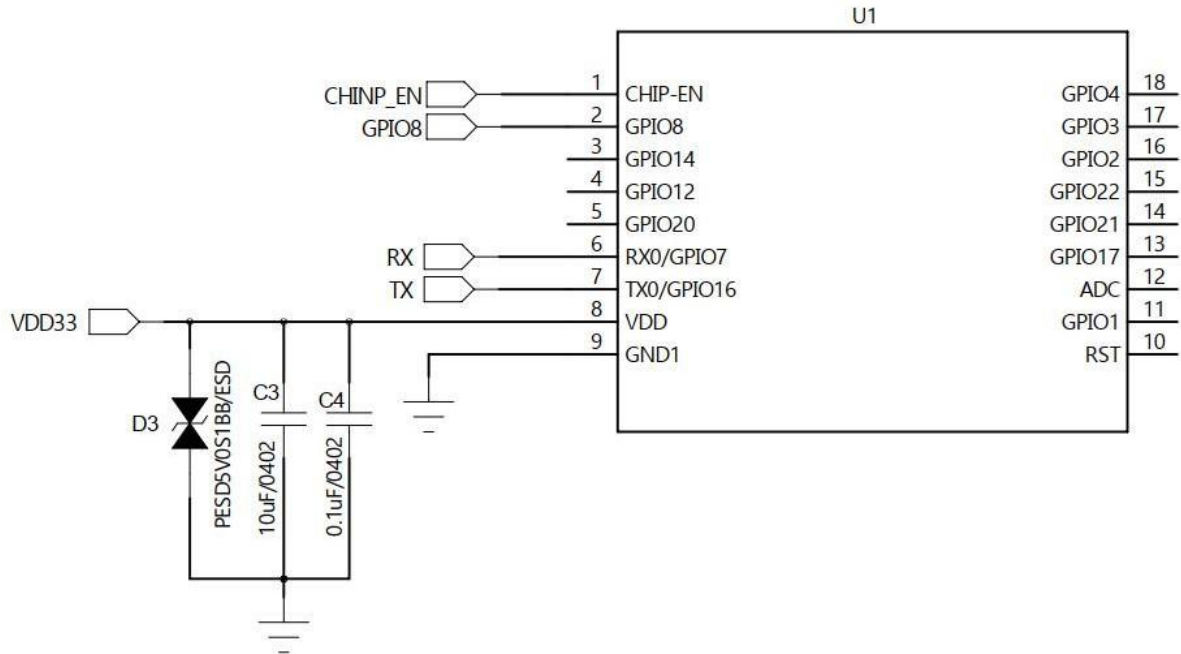 U1
CHINP_EN 1 CHIP-EN GPIO4 18
GPIO8 2 GPIO8 GPIO3 17
3 GPIO14 GPIO2 16
4 GPIO12 GPIO22 15
5 GPIO20 GPIO21 14
RX 6 RX0/GPIO7 GPIO17 13
TX 7 TX0/GPIO16 ADC 12
VDD33 8 VDD GPIO1 11
9 GND1 RST 10
D3
PESD5V0S1BB/ESD
C3
10uF/0402
C4
0.1uF/0402